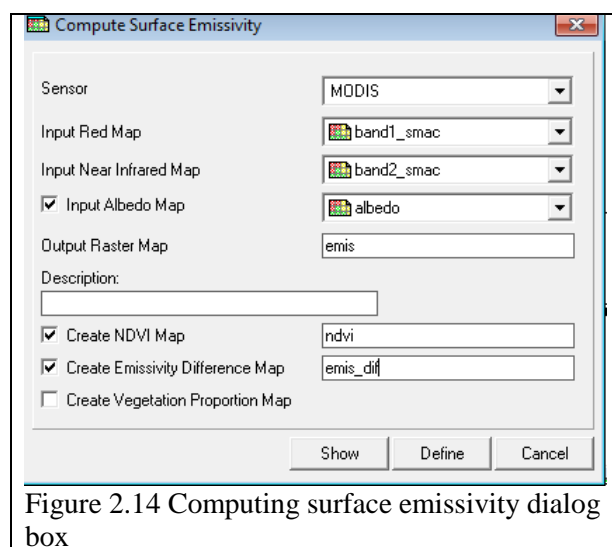 Compute Surface Emissivity
Sensor MODIS
Input Red Map band1_smac
Input Near Infrared Map band2_smac
Input Albedo Map albedo
Output Raster Map emis
Description:
Create NDVI Map ndvi
Create Emissivity Difference Map emis_dif
Create Vegetation Proportion Map
Show Define Cancel
Figure 2.14 Computing surface emissivity dialog
box